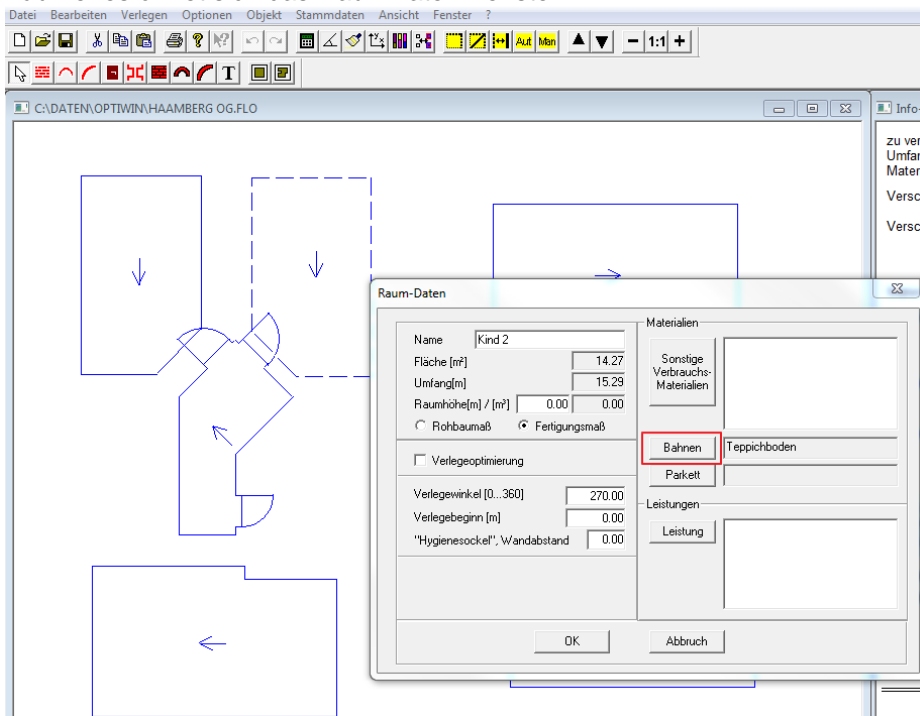 Datei Bearbeiten Verlegen Optionen Objekt Stammdaten Ansicht Fenster ?
Aut Man 1:1
T
C:\DATEN\OPTIWIN\HAAMBERG OG.FLO
Info-
zu ver
Umfan
Mater
Versc
Versc
Raum-Daten
Name Kind 2
Fläche [m²] 14.27
Umfang[m] 15.29
Raumhöhe[m] / [m²] 0.00 0.00
Rohbaumaß Fertigungsmaß
Verlegeoptimierung
Verlegewinkel [0...360] 270.00
Verlegebeginn [m] 0.00
"Hygienesockel", Wandabstand 0.00
Materialien
Sonstige
Verbrauchs-
Materialien
Bahnen Teppichboden
Parkett
Leistungen
Leistung
OK Abbruch